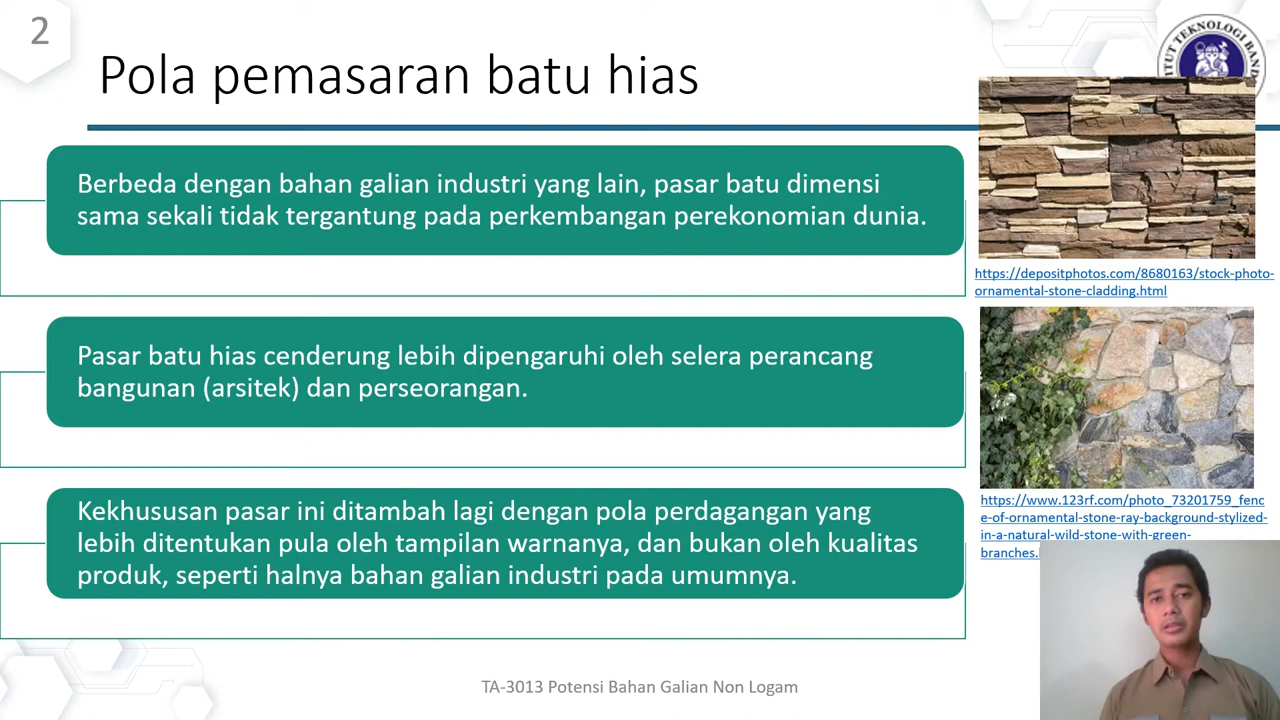 2
Pola pemasaran batu hias
INSTITUT TEKNOLOGI BAND
Berbeda dengan bahan galian industri yang lain, pasar batu dimensi
sama sekali tidak tergantung pada perkembangan perekonomian dunia.
https://depositphotos.com/8680163/stock-photo-
ornamental-stone-cladding.html
Pasar batu hias cenderung lebih dipengaruhi oleh selera perancang
bangunan (arsitek) dan perseorangan.
Kekhususan pasar ini ditambah lagi dengan pola perdagangan yang
lebih ditentukan pula oleh tampilan warnanya, dan bukan oleh kualitas
produk, seperti halnya bahan galian industri pada umumnya.
https://www.123rf.com/photo_73201759_fenc
e-of-ornamental-stone-ray-background-stylized-
in-a-natural-wild-stone-with-green-
branches.
TA-3013 Potensi Bahan Galian Non Logam